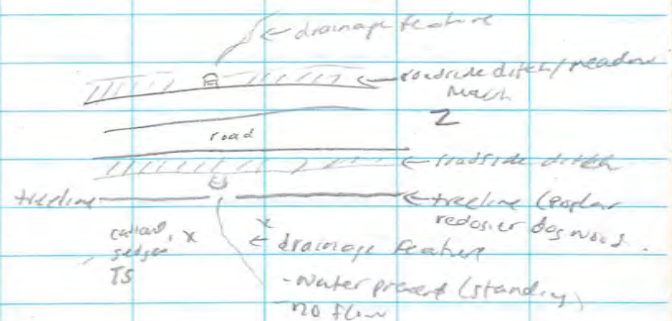 ← drainage feature
← roadside ditch/meadow
marsh
2
road
← roadside ditch
treeline
← treeline (poplar
redosier dogwood.
cattail, x
sedges
TS
x
← drainage feature
- water present (standing)
- no flow